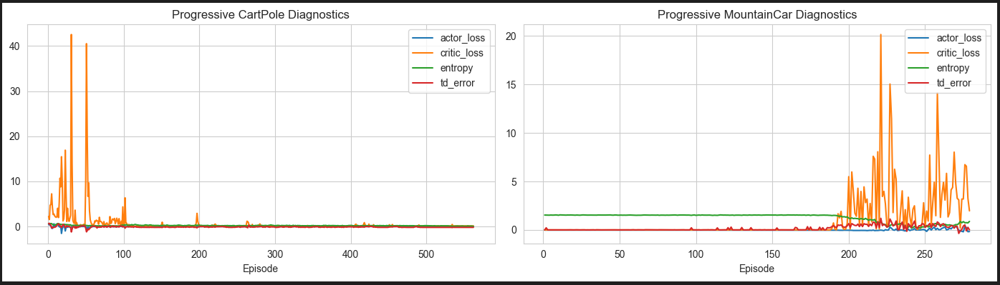 Progressive CartPole Diagnostics
actor_loss
critic_loss
entropy
td_error
40
30
20
10
0
0 100 200 300 400 500
Episode
Progressive MountainCar Diagnostics
actor_loss
critic_loss
entropy
td_error
20
15
10
5
0
0 50 100 150 200 250
Episode